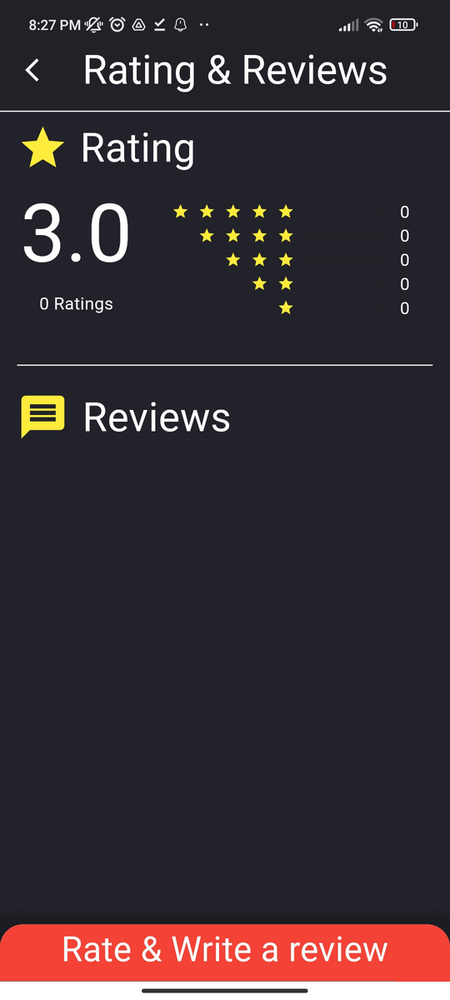 8:27 PM
10
Rating & Reviews
Rating
3.0
0 Ratings
0
0
0
0
0
Reviews
Rate & Write a review